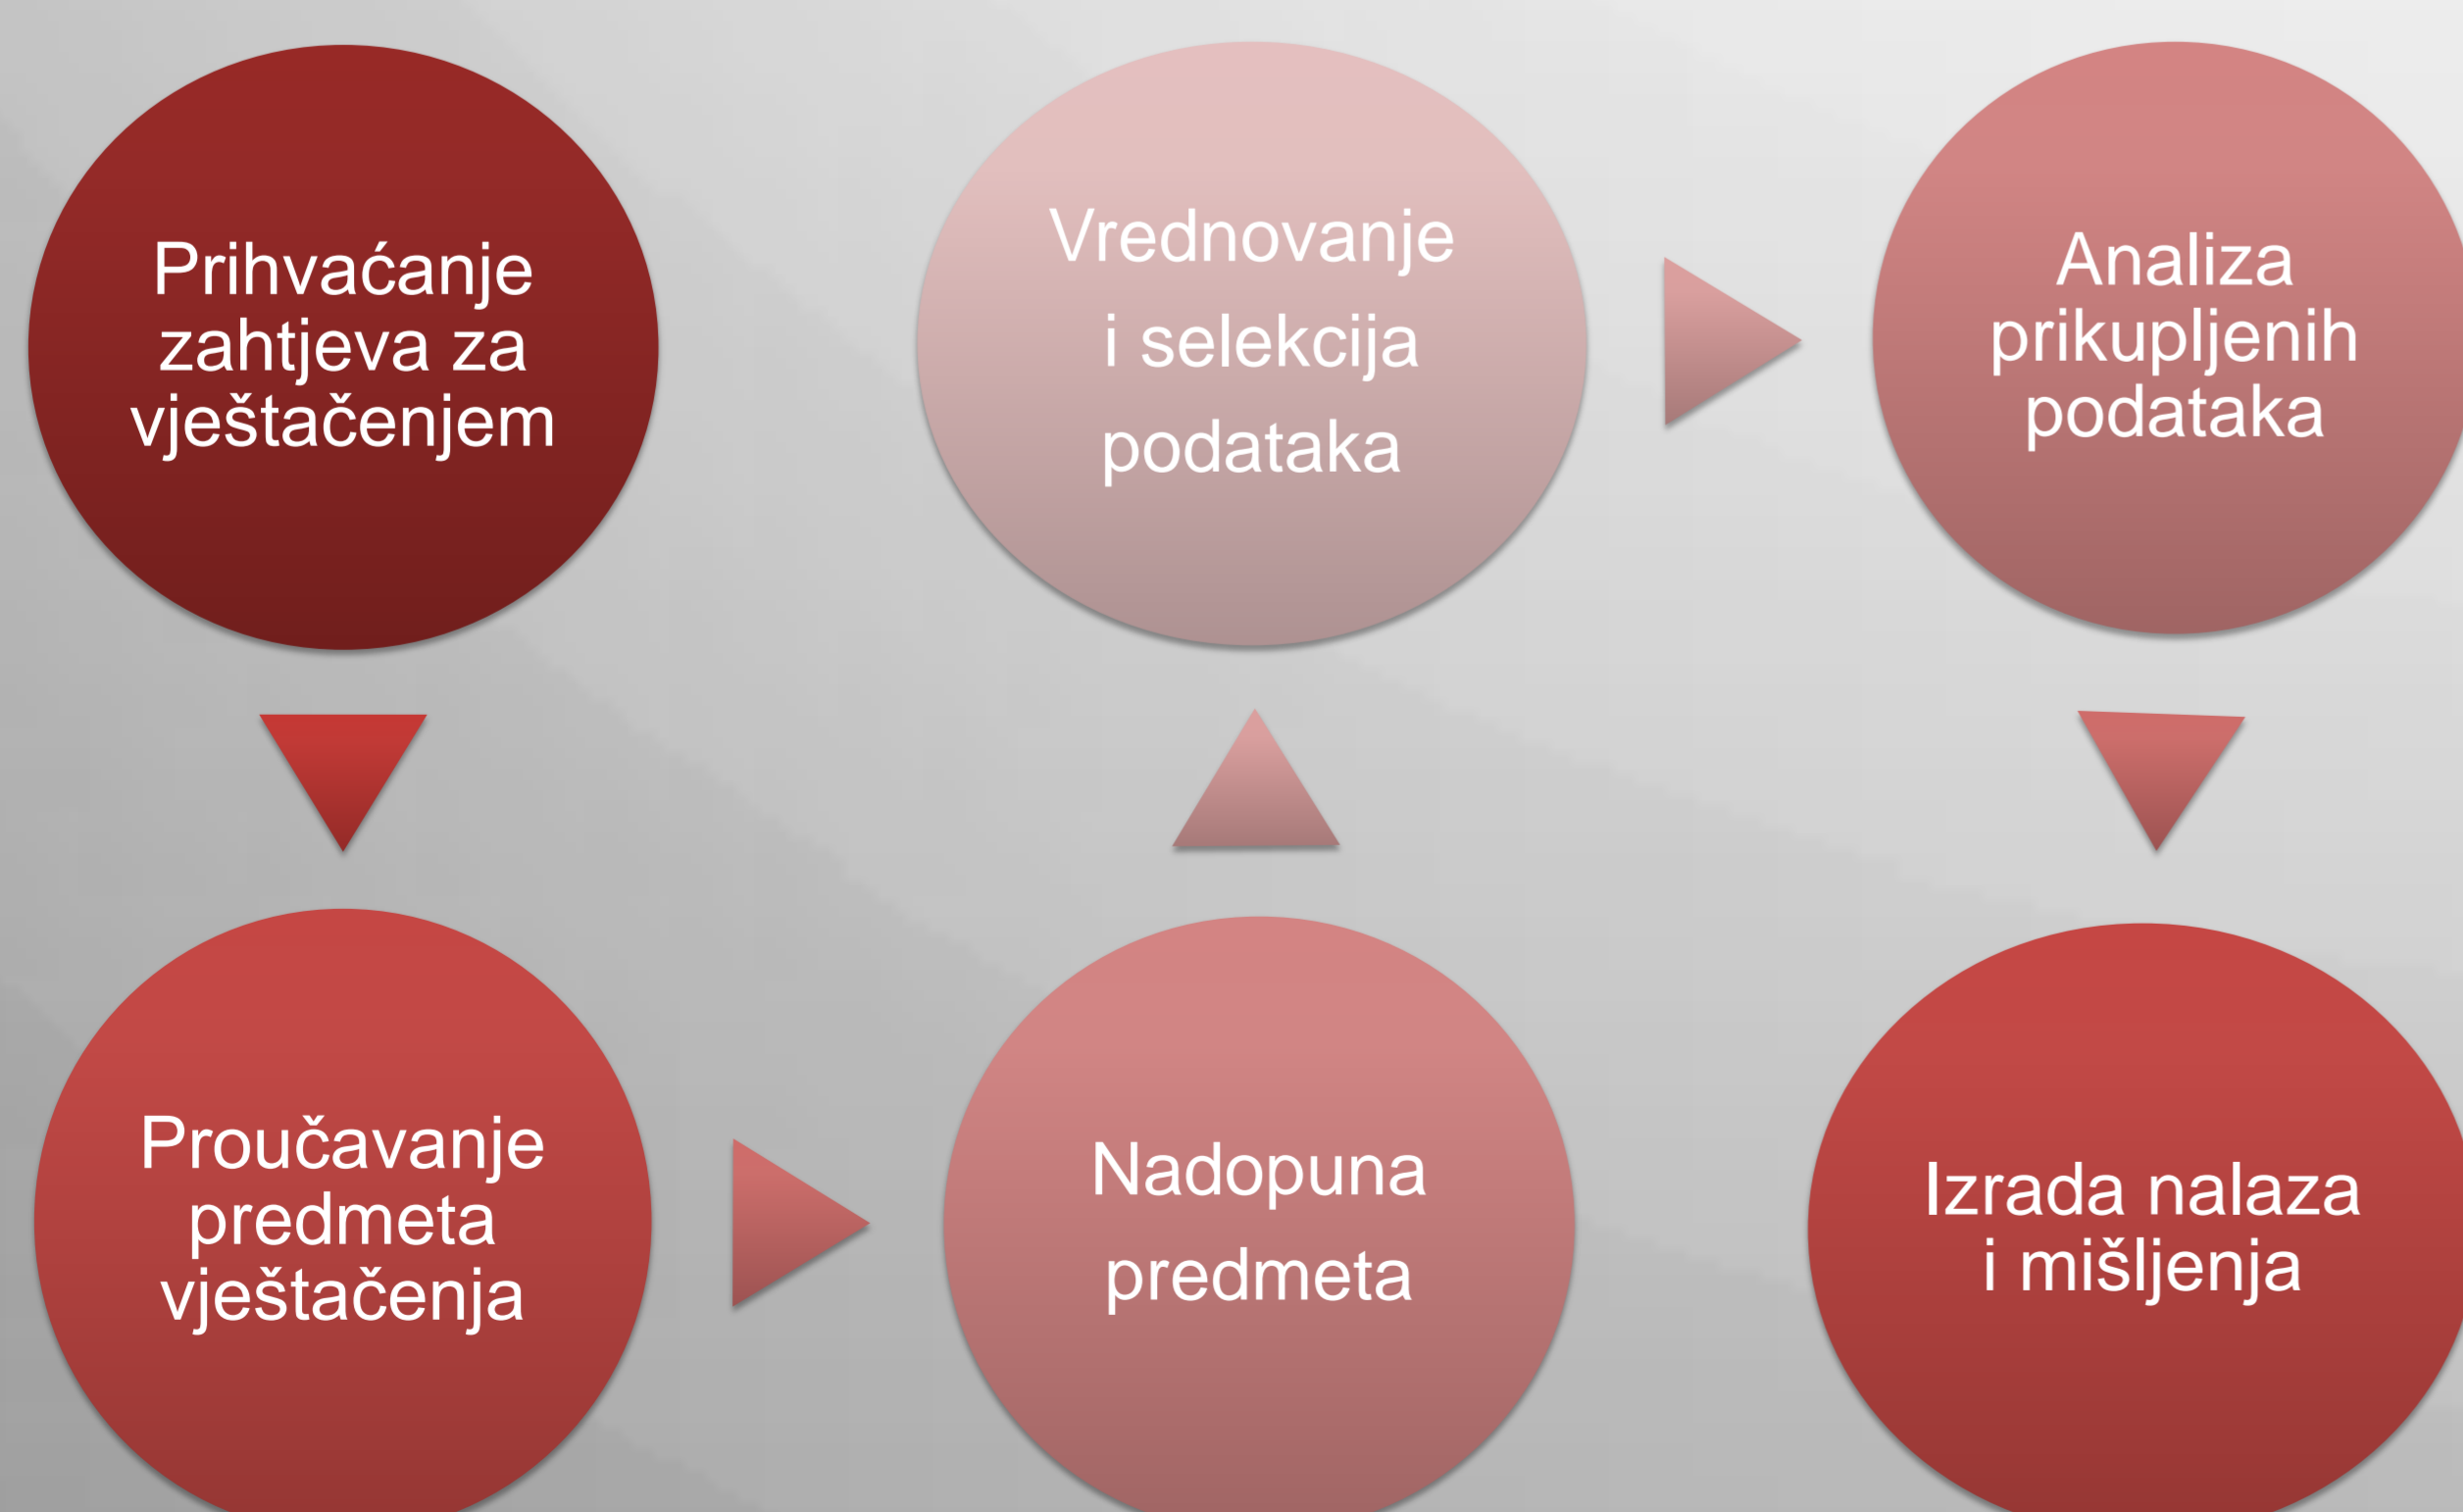 Prihvaćanje
zahtjeva za
vještačenjem
Proučavanje
predmeta
vještačenja
Nadopuna
predmeta
Vrednovanje
i selekcija
podataka
Analiza
prikupljenih
podataka
Izrada nalaza
i mišljenja